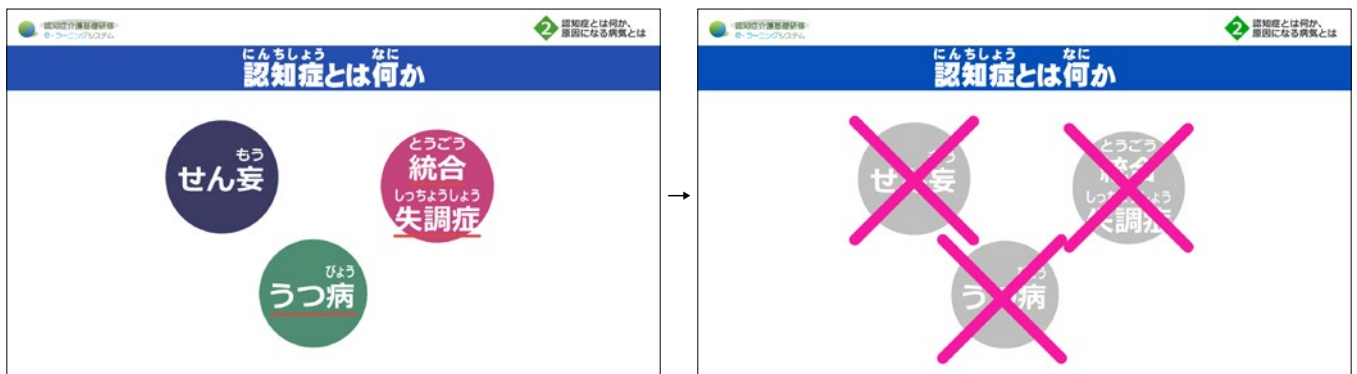 認知症介護基礎研修
e-ラーニングシステム
2
認知症とは何か、
原因になる病気とは
にんちしょう なに
認知症とは何か
もう
せん妄
とうごう
統合
しっちょうしょう
失調症
びょう
うつ病
→
認知症介護基礎研修
e-ラーニングシステム
2
認知症とは何か、
原因になる病気とは
にんちしょう なに
認知症とは何か
もう
せん妄
とうごう
統合
しっちょうしょう
失調症
びょう
うつ病